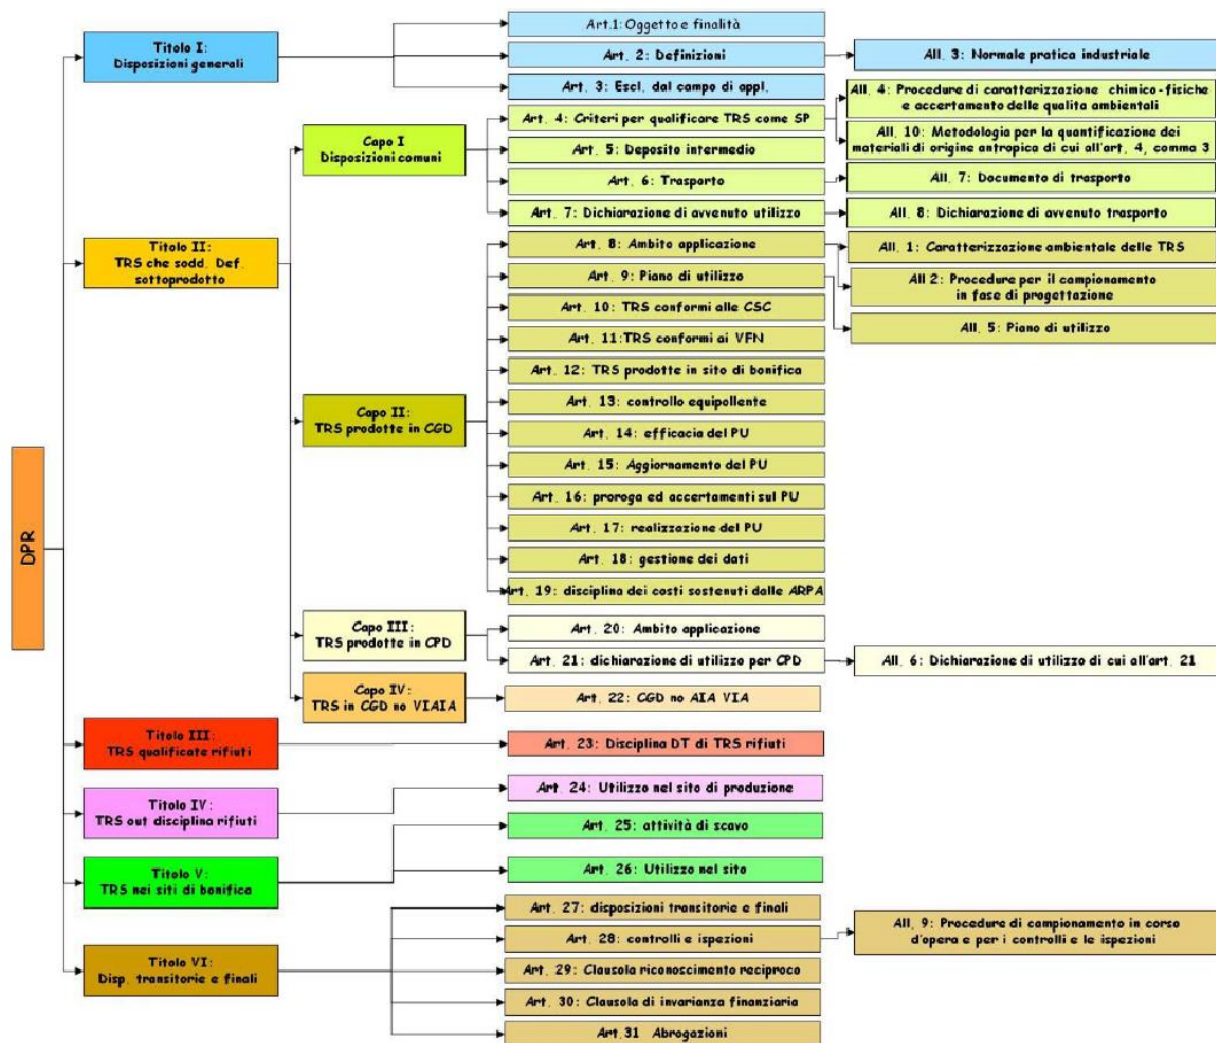 DPR
Titolo I:
Disposizioni generali
Art.1:Oggetto e finalità
Art. 2: Definizioni
All. 3: Normale pratica industriale
Art. 3: Escl. dal campo di appl.
Titolo II:
TRS che sodd. Def.
sottoprodotto
Capo I
Disposizioni comuni
Art. 4: Criteri per qualificare TRS come SP
All. 4: Procedure di caratterizzazione chimico-fisiche
e accertamento delle qualita ambientali
All. 10: Metodologia per la quantificazione dei
materiali di origine antropica di cui all'art. 4, comma 3
Art. 5: Deposito intermedio
Art. 6: Trasporto
All. 7: Documento di trasporto
Art. 7: Dichiarazione di avvenuto utilizzo
All. 8: Dichiarazione di avvenuto trasporto
Capo II:
TRS prodotte in CGD
Art. 8: Ambito applicazione
All. 1: Caratterizzazione ambientale delle TRS
Art. 9: Piano di utilizzo
All 2: Procedure per il campionamento
in fase di progettazione
All. 5: Piano di utilizzo
Art. 10: TRS conformi alle CSC
Art. 11:TRS conformi ai VFN
Art. 12: TRS prodotte in sito di bonifica
Art. 13: controllo equipollente
Art. 14: efficacia del PU
Art. 15: Aggiornamento del PU
Art. 16: proroga ed accertamenti sul PU
Art. 17: realizzazione del PU
Art. 18: gestione dei dati
Art. 19: disciplina dei costi sostenuti dalle ARPA
Capo III:
TRS prodotte in CPD
Art. 20: Ambito applicazione
Art. 21: dichiarazione di utilizzo per CPD
All. 6: Dichiarazione di utilizzo di cui all'art. 21
Capo IV:
TRS in CGD no VIAIA
Art. 22: CGD no AIA VIA
Titolo III:
TRS qualificate rifiuti
Art. 23: Disciplina DT di TRS rifiuti
Titolo IV:
TRS out disciplina rifiuti
Art. 24: Utilizzo nel sito di produzione
Titolo V:
TRS nei siti di bonifica
Art. 25: attività di scavo
Art. 26: Utilizzo nel sito
Titolo VI:
Disp. transitorie e finali
Art. 27: disposizioni transitorie e finali
Art. 28: controlli e ispezioni
All. 9: Procedure di campionamento in corso
d'opera e per i controlli e le ispezioni
Art. 29: Clausolla riconoscimento reciproco
Art. 30: Clausolla di invarianza finanziaria
Art.31 Abrogazioni